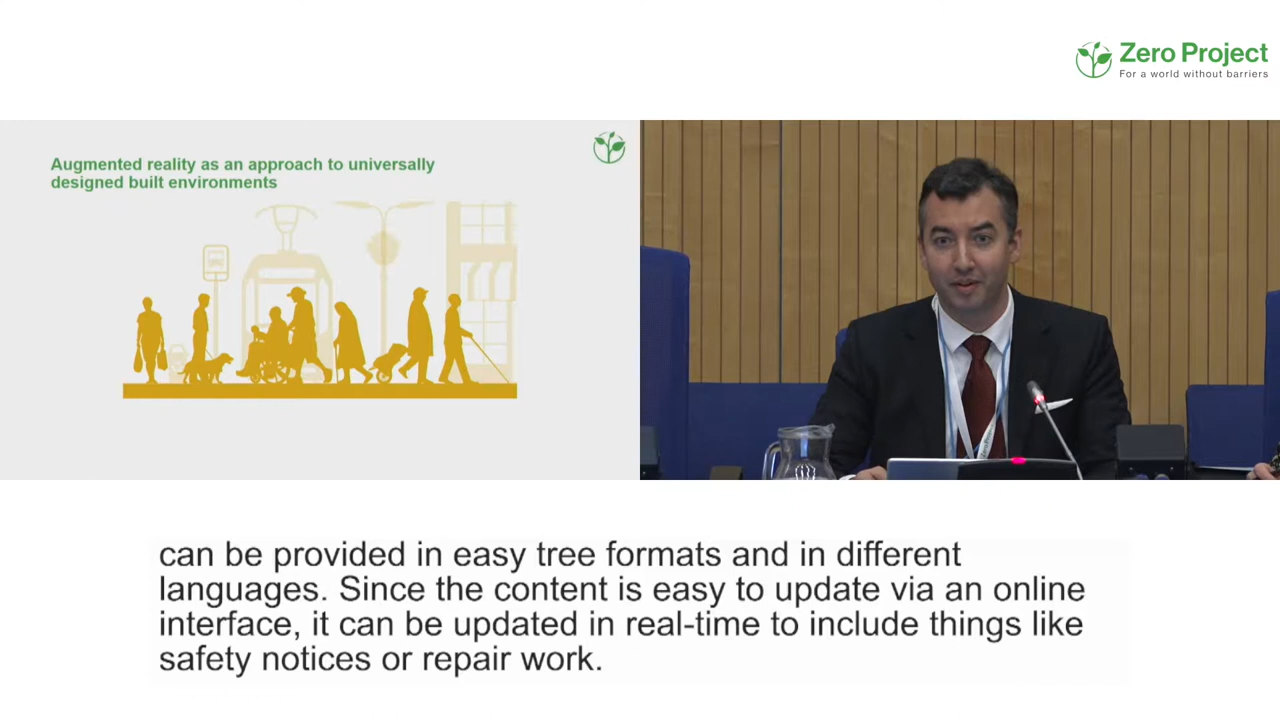 Zero Project
For a world without barriers
Augmented reality as an approach to universally
designed built environments
can be provided in easy tree formats and in different
languages. Since the content is easy to update via an online
interface, it can be updated in real-time to include things like
safety notices or repair work.